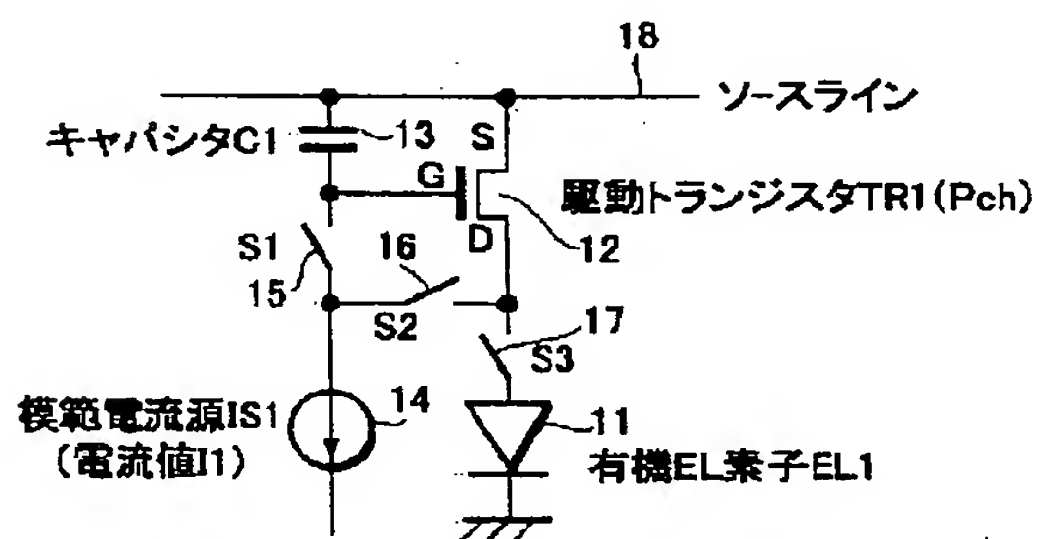 18
ソースライン
キャパシタC1
13
S
G
駆動トランジスタTR1(Pch)
D
12
S1
16
15
S2
17
S3
模範電流源IS1
(電流値I1)
14
11
有機EL素子EL1